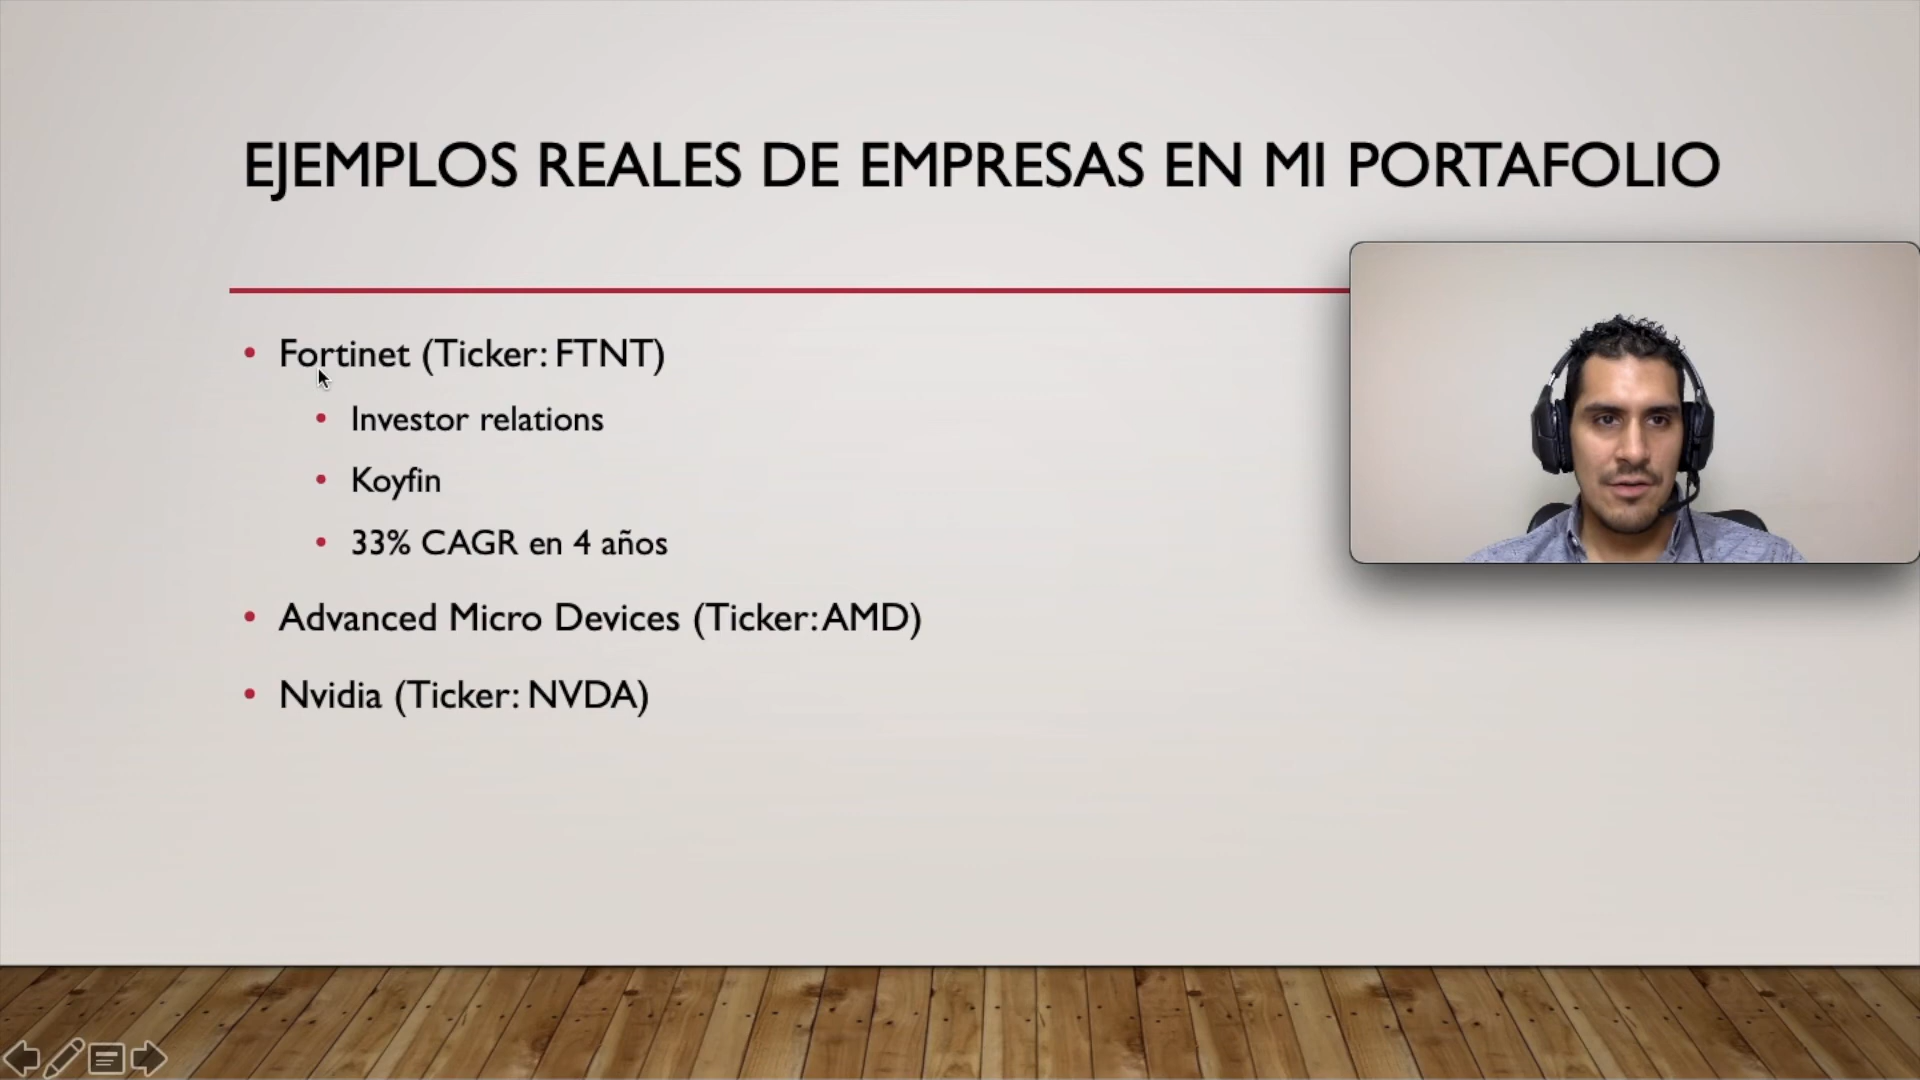 EJEMPLOS REALES DE EMPRESAS EN MI PORTAFOLIO
• Fortinet (Ticker: FTNT)
• Investor relations
• Koyfin
• 33% CAGR en 4 años
• Advanced Micro Devices (Ticker: AMD)
• Nvidia (Ticker: NVDA)